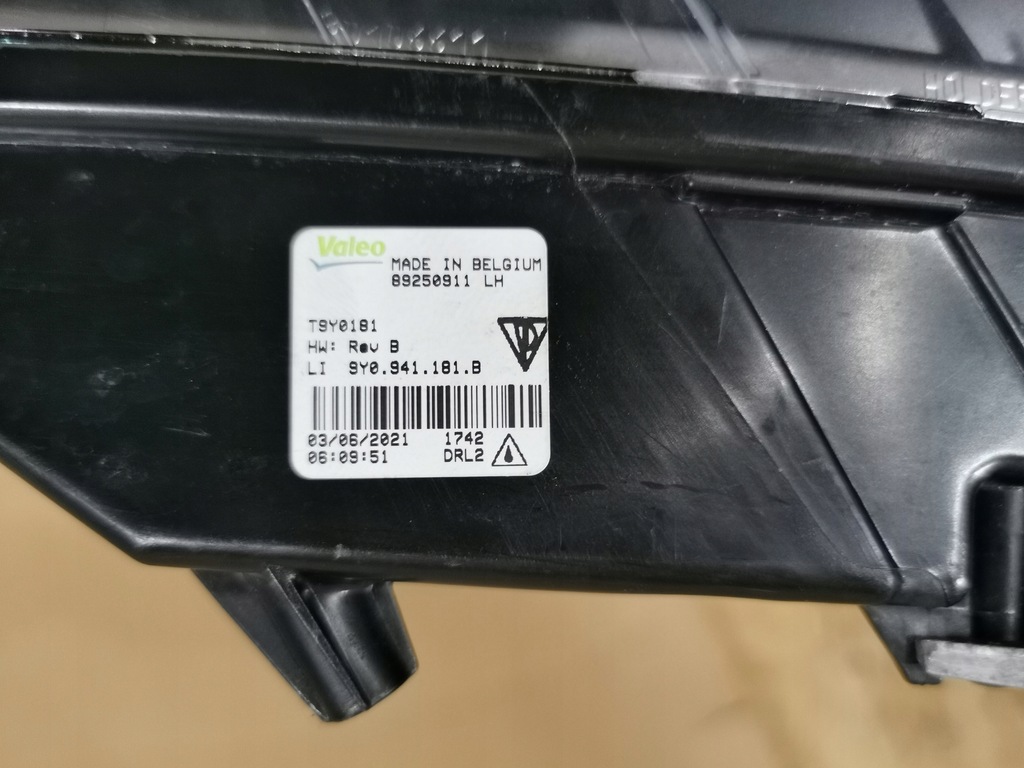 Valeo
MADE IN BELGIUM
89250911 LH
T9Y0181
HW: Rev B
LI 9Y0.941.181.B
03/06/2021 1742
06:09:51 DRL2